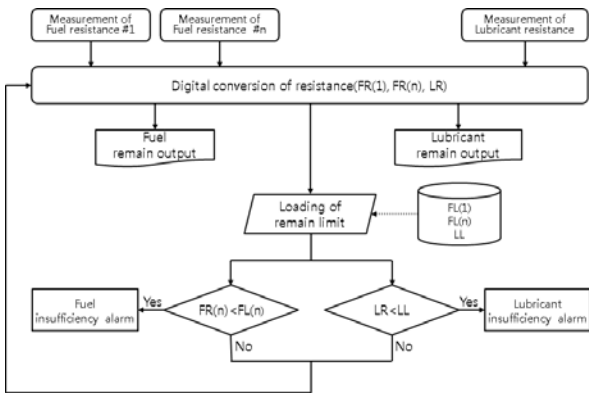 Measurement of
Fuel resistance #1
Measurement of
Fuel resistance #n
Measurement of
Lubricant resistance
Digital conversion of resistance(FR(1), FR(n), LR)
Fuel
remain output
Lubricant
remain output
Loading of
remain limit
FL(1)
FL(n)
LL
Fuel
insufficiency alarm
Yes
FR(n)<FL(n)
LR<LL
Yes
Lubricant
insufficiency alarm
No
No